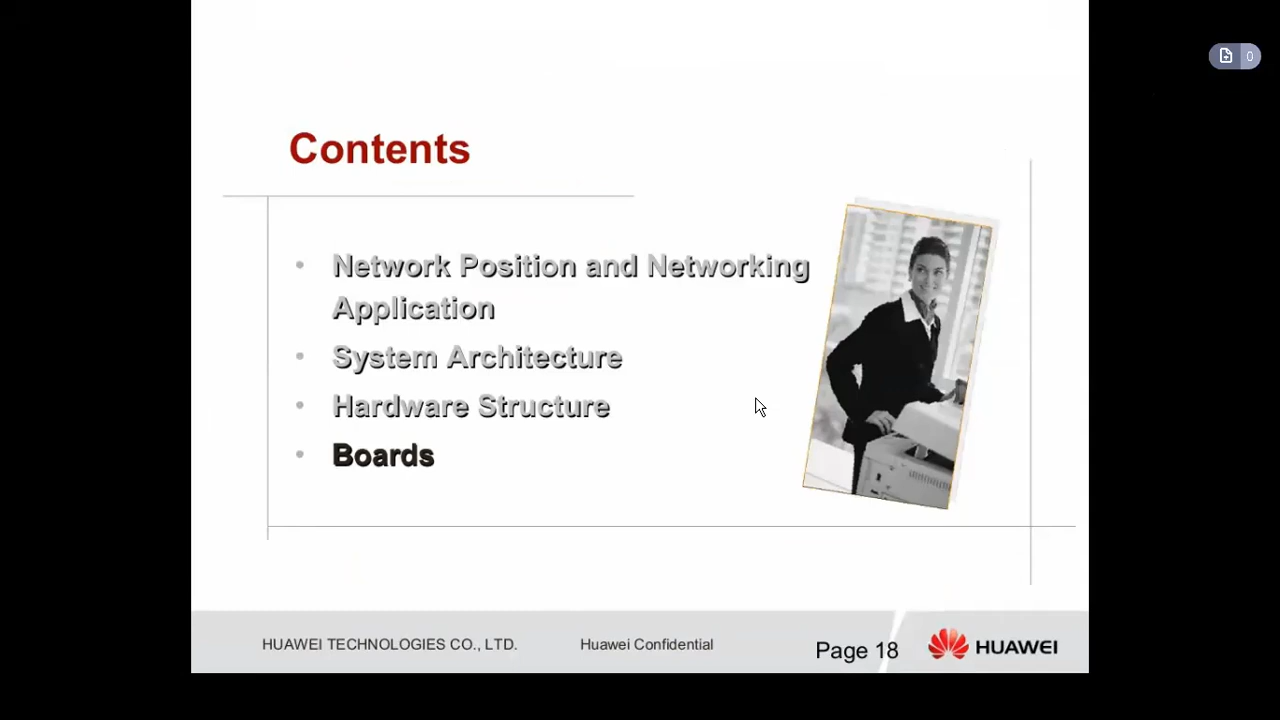 0
Contents
• Network Position and Networking
Application
• System Architecture
• Hardware Structure
• Boards
HUAWEI TECHNOLOGIES CO., LTD. Huawei Confidential Page 18 HUAWEI